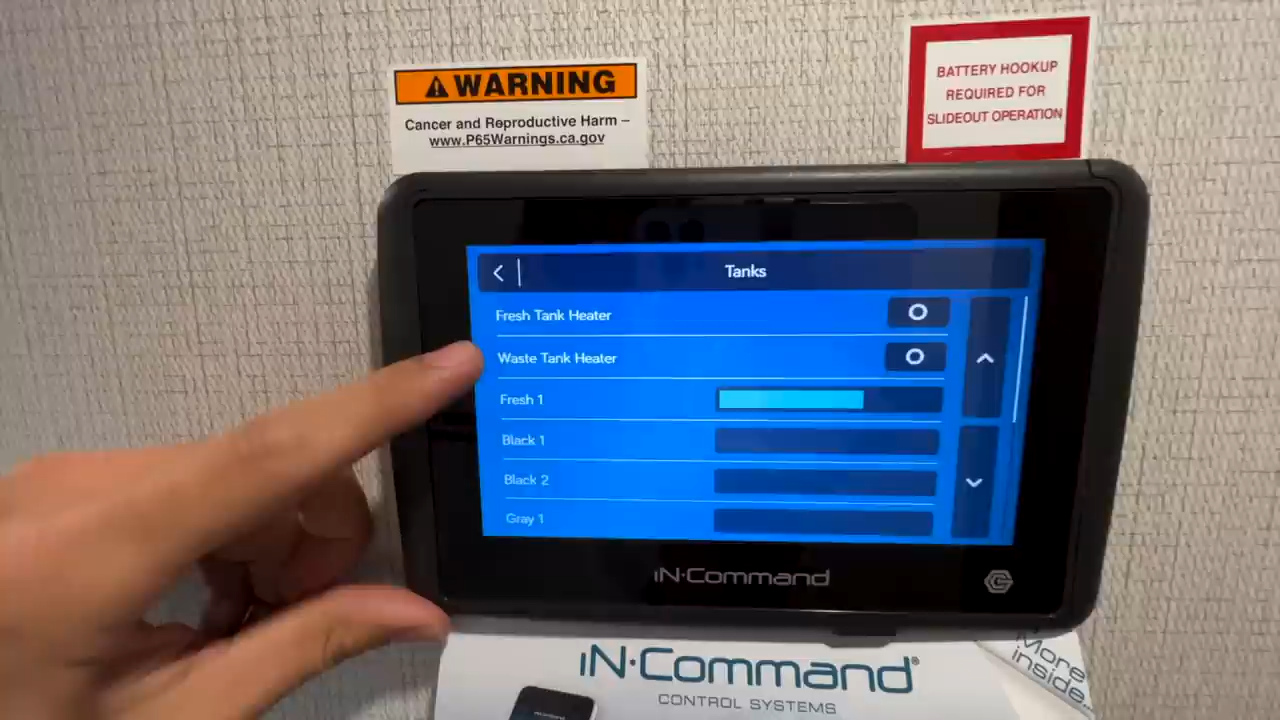 WARNING
Cancer and Reproductive Harm –
www.P65Warnings.ca.gov
BATTERY HOOKUP
REQUIRED FOR
SLIDEOUT OPERATION
Tanks
Fresh Tank Heater
Waste Tank Heater
Fresh 1
Black 1
Black 2
Gray 1
iN·Command
iN·Command®
CONTROL SYSTEMS
More
inside...